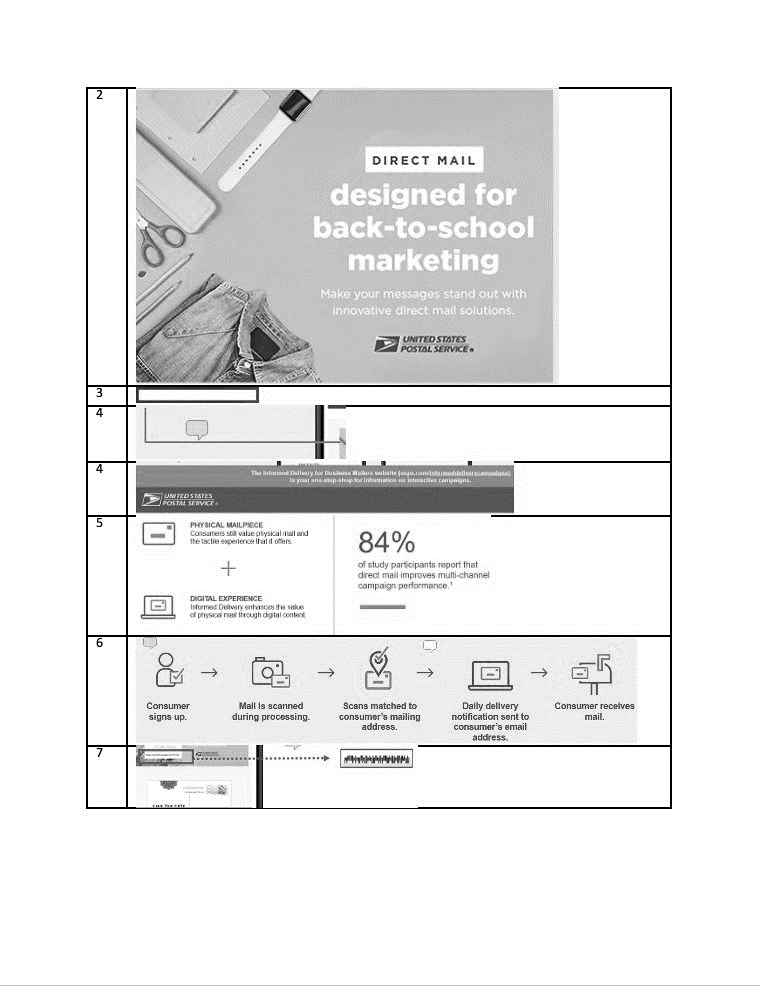 2
DIRECT MAIL
designed for
back-to-school
marketing
Make your messages stand out with
innovative direct mail solutions.
UNITED STATES
POSTAL SERVICE®
3
4
4
The Informed Delivery for Business Mailers website (usps.com/informeddeliverycampaigns)
is your one stop-shop for information on interactive campaigns.
UNITED STATES
POSTAL SERVICE®
5
PHYSICAL MAILPIECE
Consumers still value physical mail and
the tactile experience that it offers.
+
DIGITAL EXPERIENCE
Informed Delivery enhances the value
of physical mail through digital content.
84%
of study participants report that
direct mail improves multi-channel
campaign performance.¹
6
Consumer
signs up.
Mail is scanned
during processing.
Scans matched to
consumer's mailing
address.
Daily delivery
notification sent to
consumer's email
address.
Consumer receives
mail.
7